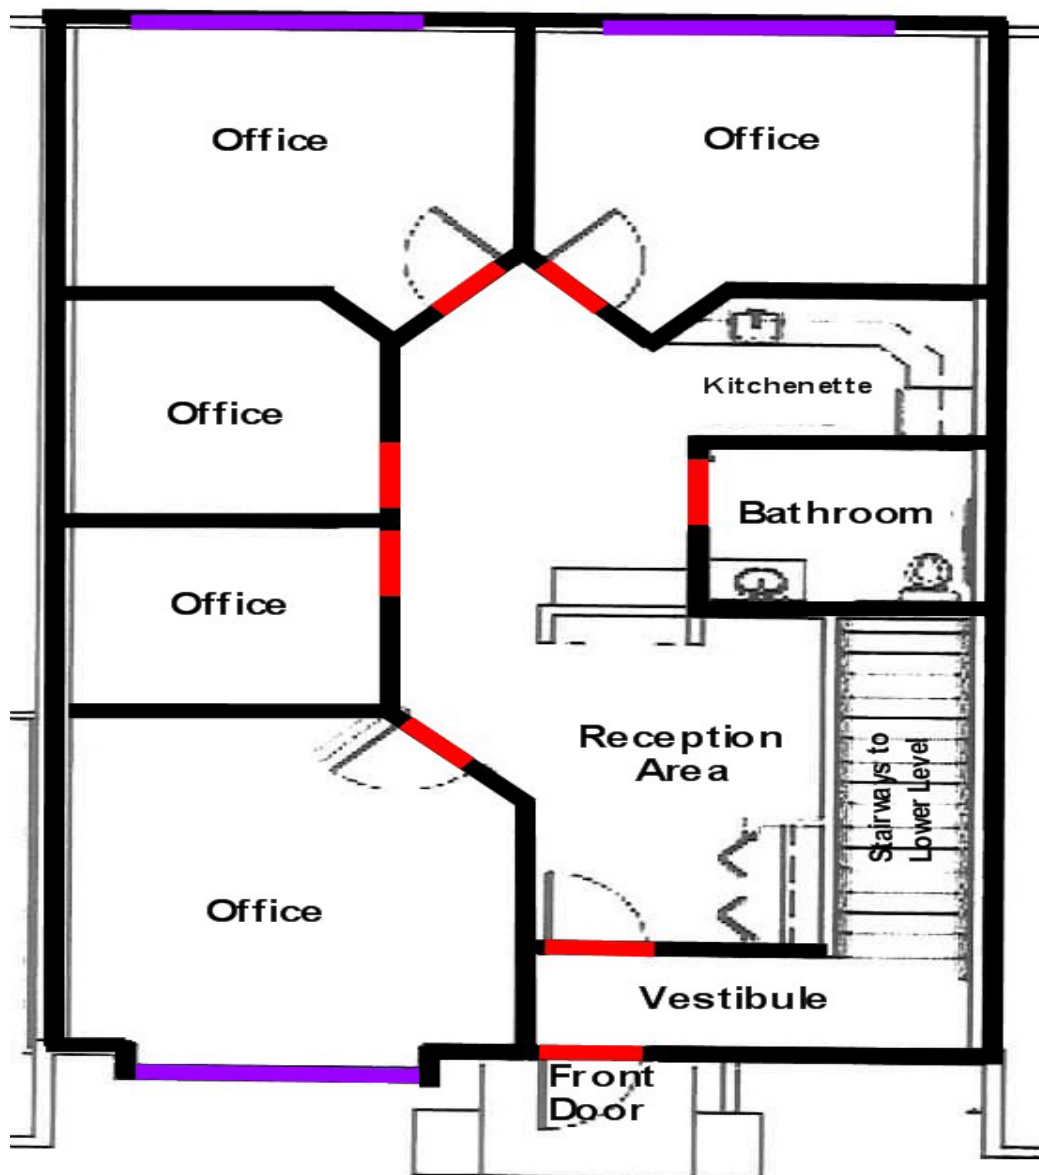 Office
Office
Kitchenette
Office
Bathroom
Office
Reception
Area
Stairways to
Lower Level
Office
Vestibule
Front
Door